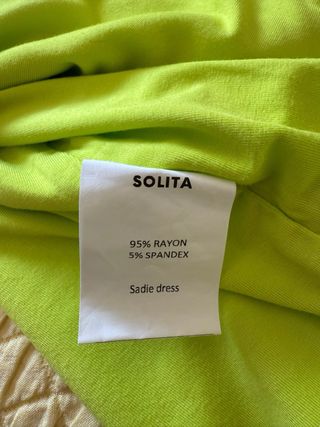 SOLITA
95% RAYON
5% SPANDEX
Sadie dress